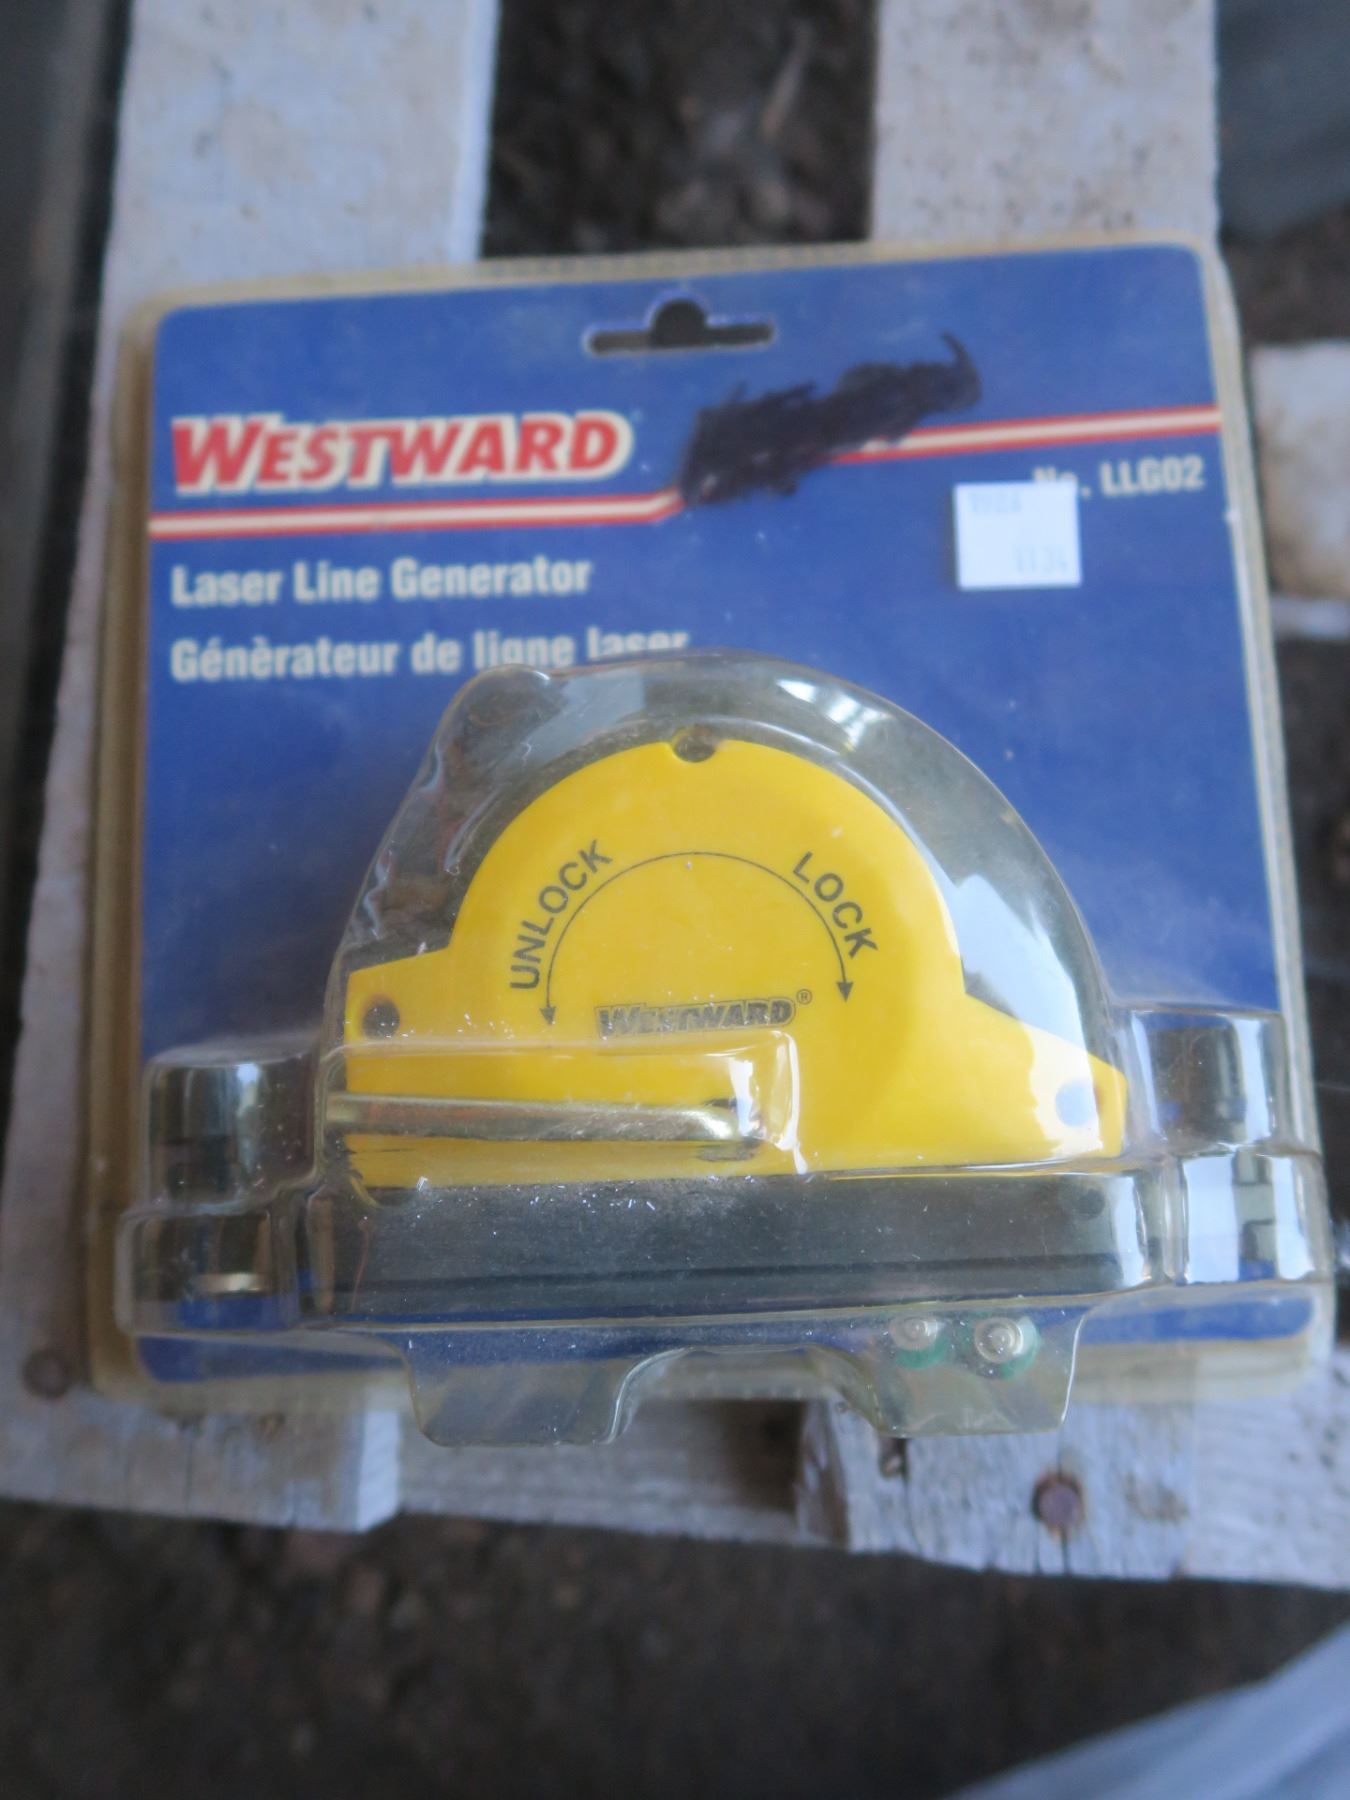 WESTWARD
No. LLG02
Laser Line Generator
Génèrateur de ligne laser
UNLOCK
LOCK
WESTWARD®